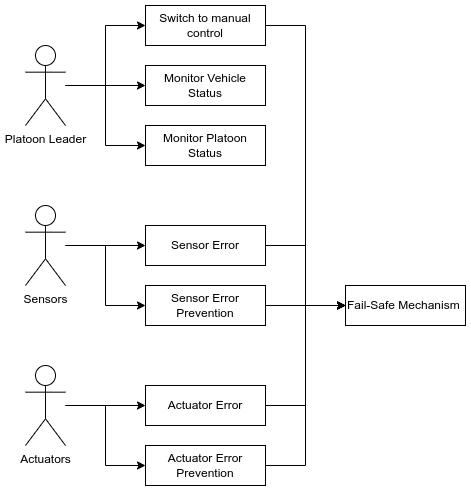 Switch to manual
control
Monitor Vehicle
Status
Platoon Leader
Monitor Platoon
Status
Sensor Error
Sensors
Sensor Error
Prevention
Fail-Safe Mechanism
Actuator Error
Actuators
Actuator Error
Prevention